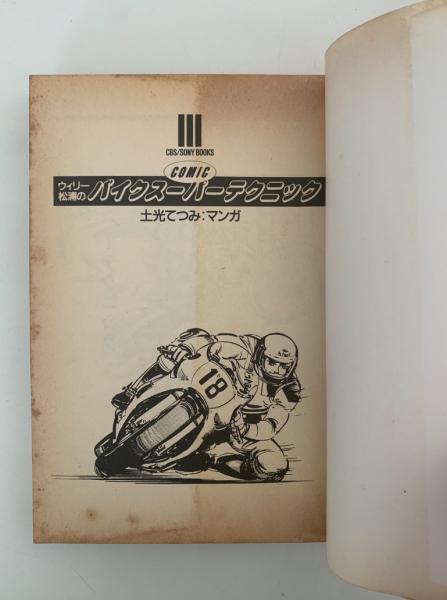 CBS/SONY BOOKS
COMIC
ウィリー松浦のバイクスーパーテクニック
土光てつみ:マンガ
18